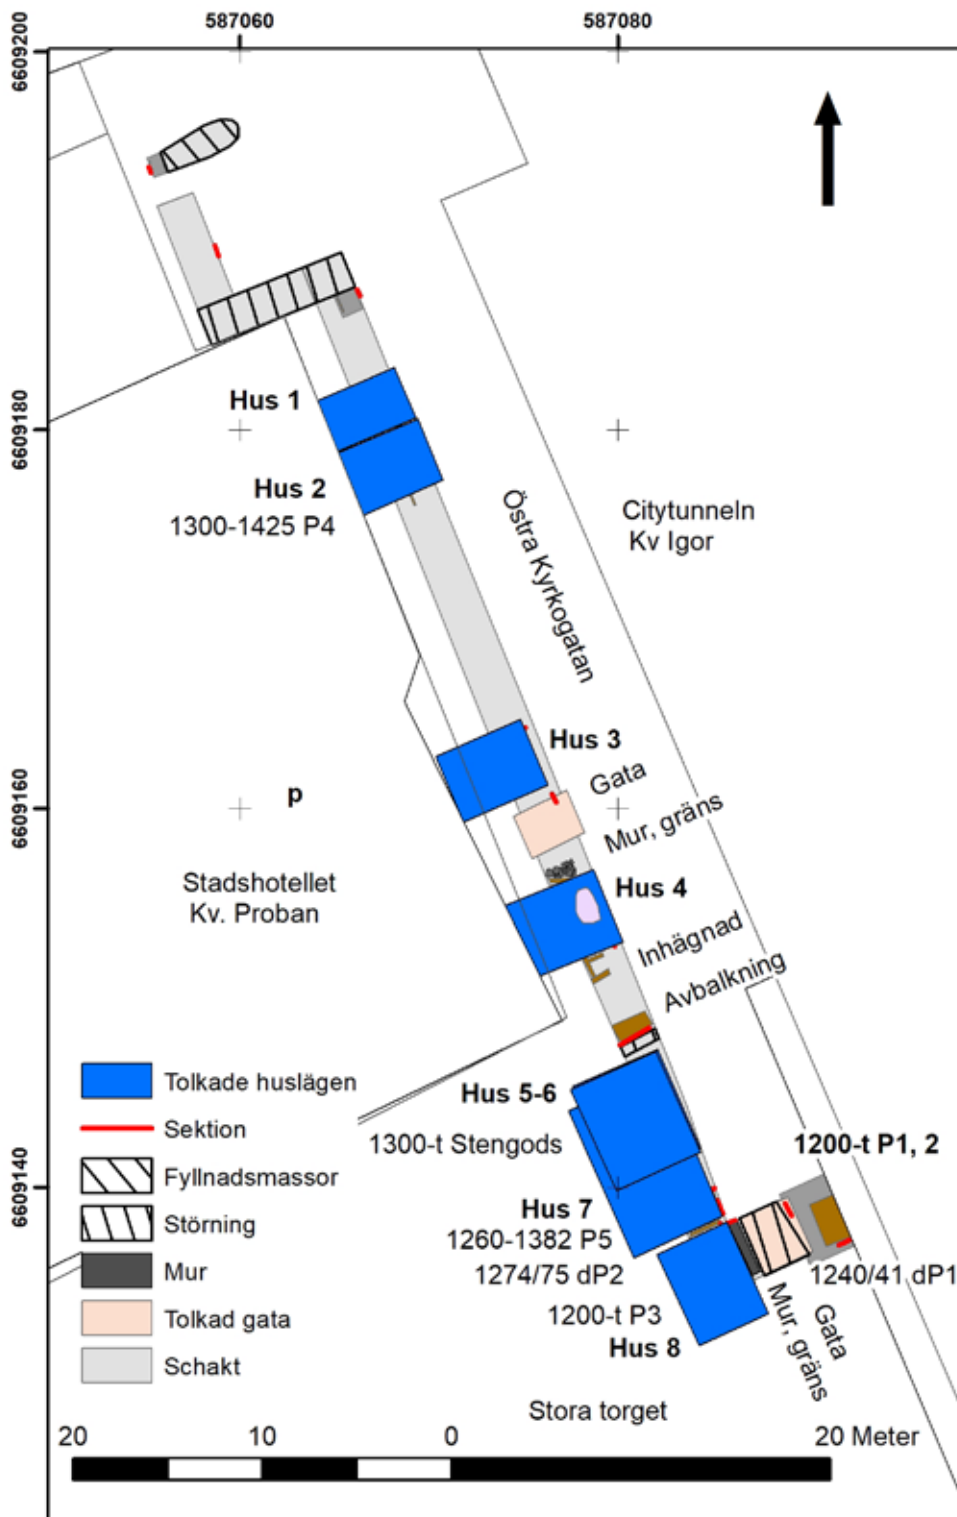 587060
587080
6609200
6609180
6609160
6609140
Hus 1
Hus 2
1300-1425 P4
Östra Kyrkogatan
Citytunneln
Kv Igor
Hus 3
Gata
p
Mur, gräns
Stadshotellet
Kv. Proban
Hus 4
Inhägnad
Avbalkning
Hus 5-6
1300-t Stengods
1200-t P1, 2
Hus 7
1260-1382 P5
1274/75 dP2
1240/41 dP1
1200-t P3
Hus 8
Mur, gräns
Gata
Stora torget
Tolkade huslägen
Sektion
Fyllnadsmassor
Störning
Mur
Tolkad gata
Schakt
20
10
0
20 Meter